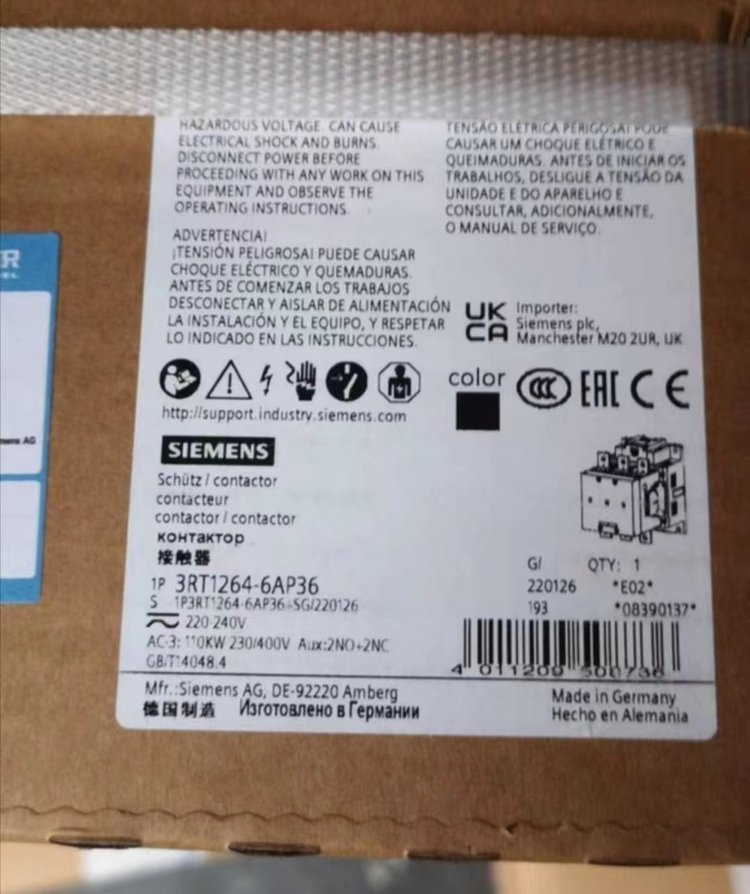 HAZARDOUS VOLTAGE. CAN CAUSE
ELECTRICAL SHOCK AND BURNS.
DISCONNECT POWER BEFORE
PROCEEDING WITH ANY WORK ON THIS
EQUIPMENT AND OBSERVE THE
OPERATING INSTRUCTIONS.
ADVERTENCIA!
¡TENSIÓN PELIGROSA! PUEDE CAUSAR
CHOQUE ELÉCTRICO Y QUEMADURAS.
ANTES DE COMENZAR LOS TRABAJOS
DESCONECTAR Y AISLAR DE ALIMENTACIÓN
LA INSTALACIÓN Y EL EQUIPO, Y RESPETAR
LO INDICADO EN LAS INSTRUCCIONES.
TENSÃO ELÉTRICA PERIGOSA! PODE
CAUSAR UM CHOQUE ELÉTRICO E
QUEIMADURAS. ANTES DE INICIAR OS
TRABALHOS, DESLIGUE A TENSÃO DA
UNIDADE E DO APARELHO E
CONSULTAR, ADICIONALMENTE,
O MANUAL DE SERVIÇO.
UK
CA
Importer:
Siemens plc,
Manchester M20 2UR, UK
color
CCC
EAC
CE
http://support.industry.siemens.com
SIEMENS
Schütz / contactor
contacteur
contactor / contactor
контактор
接触器
1P 3RT1264-6AP36
S 1P3RT1264-6AP36+SG/220126
220-240V
AC-3: 110KW 230/400V Aux:2NO+2NC
GB/T14048.4
G/ QTY: 1
220126 *E02*
193 *08390137*
4 011209 500736
Mfr.:Siemens AG, DE-92220 Amberg
德国制造 Изготовлено в Германии
Made in Germany
Hecho en Alemania
R
AG